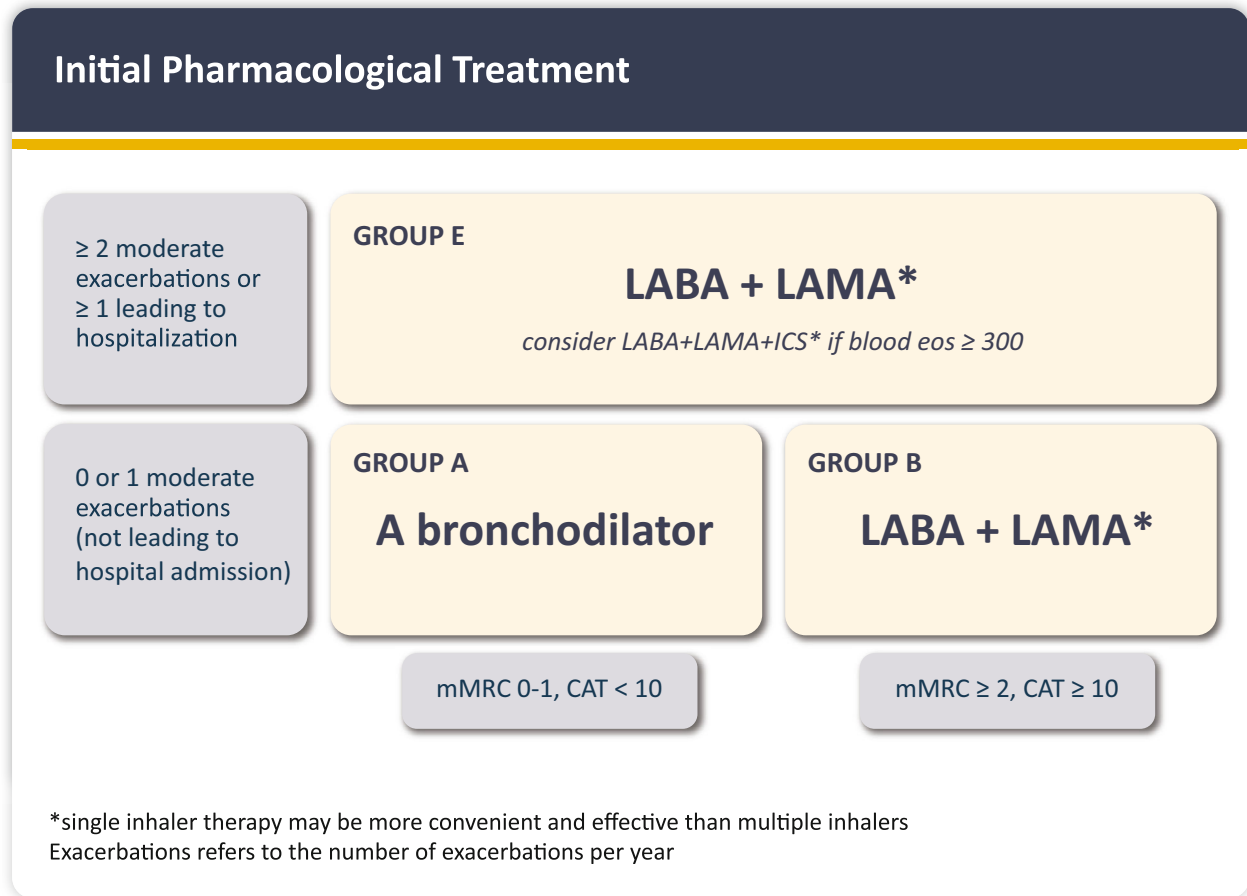 Initial Pharmacological Treatment
≥ 2 moderate
exacerbations or
≥ 1 leading to
hospitalization
GROUP E
LABA + LAMA*
consider LABA+LAMA+ICS* if blood eos ≥ 300
0 or 1 moderate
exacerbations
(not leading to
hospital admission)
GROUP A
A bronchodilator
GROUP B
LABA + LAMA*
mMRC 0-1, CAT < 10
mMRC ≥ 2, CAT ≥ 10
*single inhaler therapy may be more convenient and effective than multiple inhalers
Exacerbations refers to the number of exacerbations per year